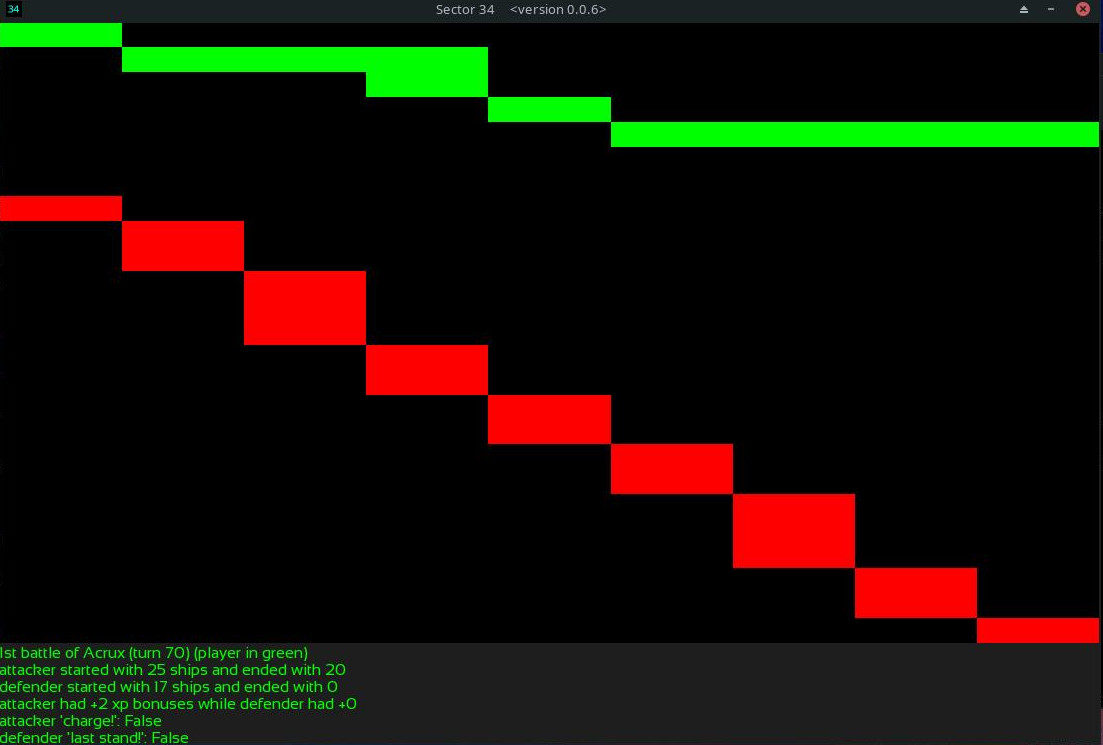 34
Sector 34 <version 0.0.6>
1st battle of Acrux (turn 70) (player in green)
attacker started with 25 ships and ended with 20
defender started with 17 ships and ended with 0
attacker had +2 xp bonuses while defender had +0
attacker 'charge!': False
defender 'last stand!': False